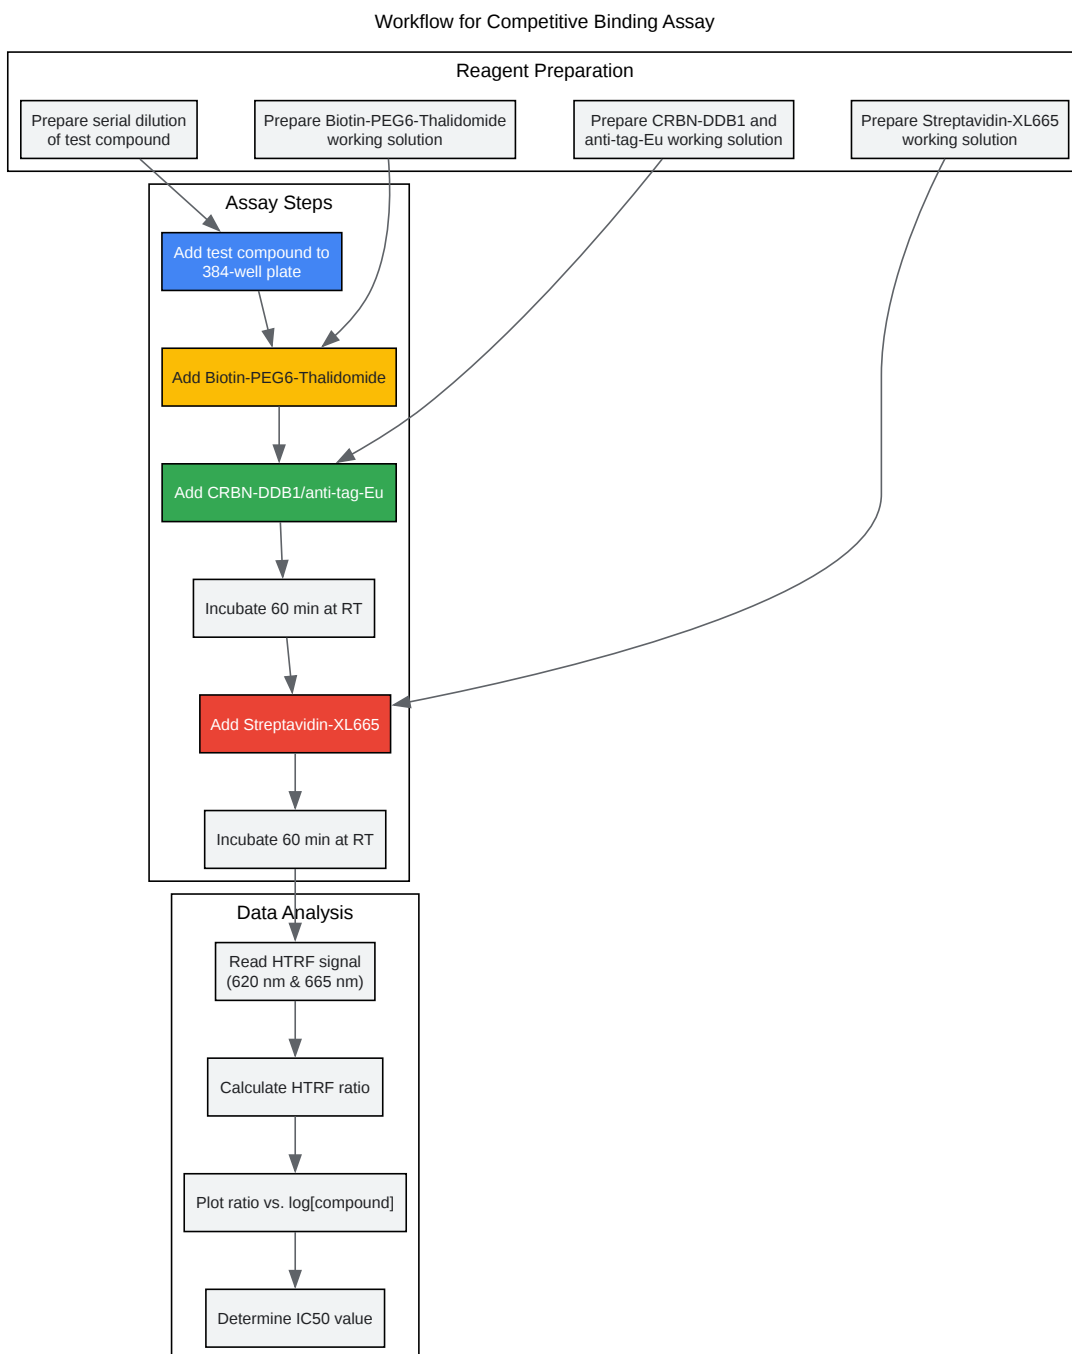 Workflow for Competitive Binding Assay
Reagent Preparation
Prepare serial dilution
of test compound
Prepare Biotin-PEG6-Thalidomide
working solution
Prepare CRBN-DDB1 and
anti-tag-Eu working solution
Prepare Streptavidin-XL665
working solution
Assay Steps
Add test compound to
384-well plate
Add Biotin-PEG6-Thalidomide
Add CRBN-DDB1/anti-tag-Eu
Incubate 60 min at RT
Add Streptavidin-XL665
Incubate 60 min at RT
Data Analysis
Read HTRF signal
(620 nm & 665 nm)
Calculate HTRF ratio
Plot ratio vs. log[compound]
Determine IC50 value